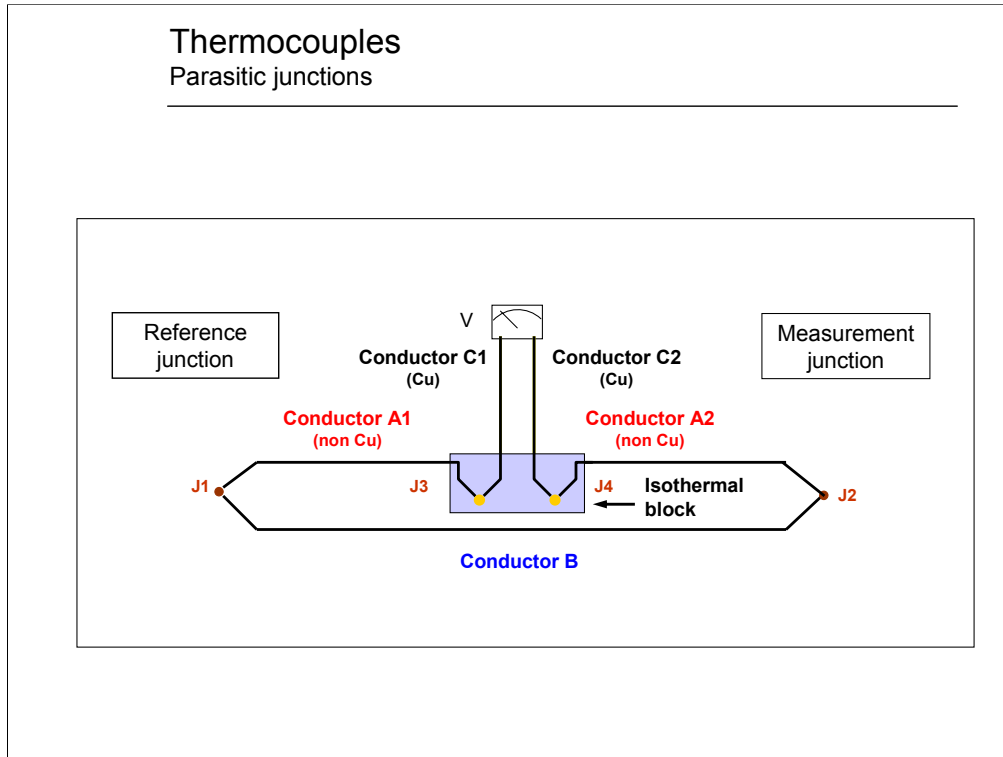 Thermocouples
Parasitic junctions
V
Reference
junction
Measurement
junction
Conductor C1
(Cu)
Conductor C2
(Cu)
Conductor A1
(non Cu)
Conductor A2
(non Cu)
J1
J3
J4
Isothermal
block
J2
Conductor B